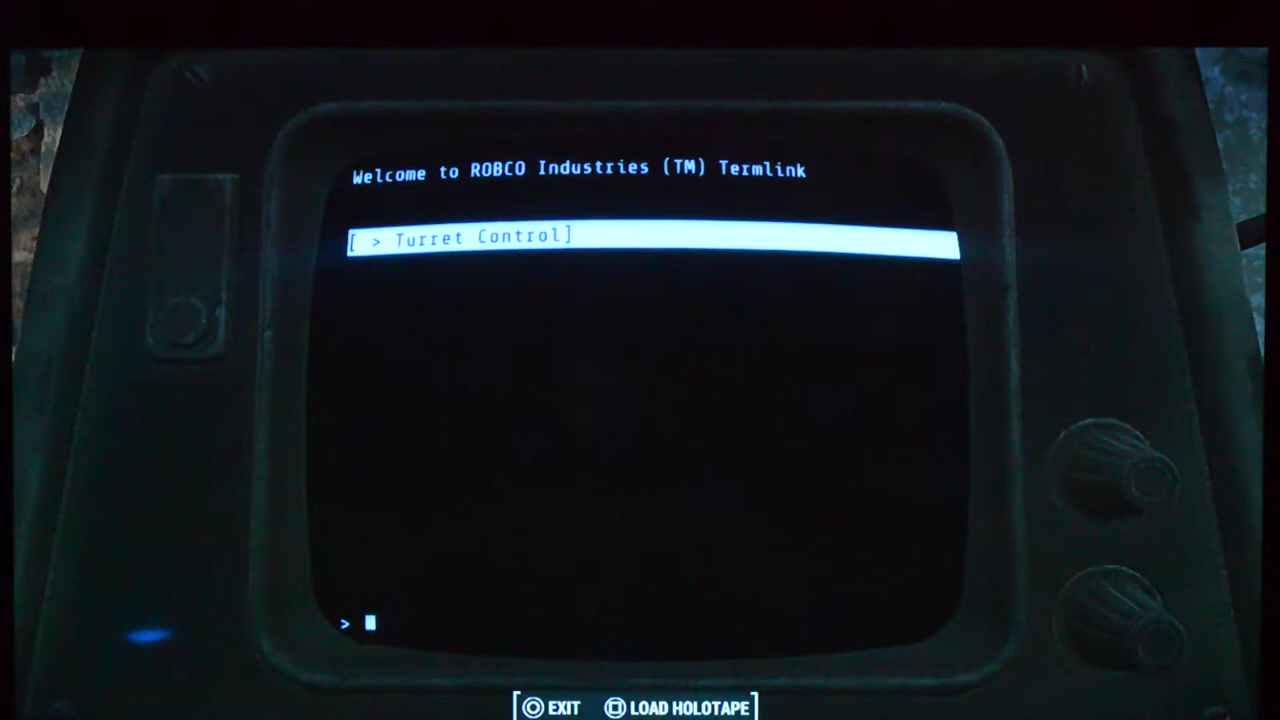 Welcome to ROBCO Industries (TM) Termlink
[ > Turret Control]
>
[ EXIT LOAD HOLOTAPE ]